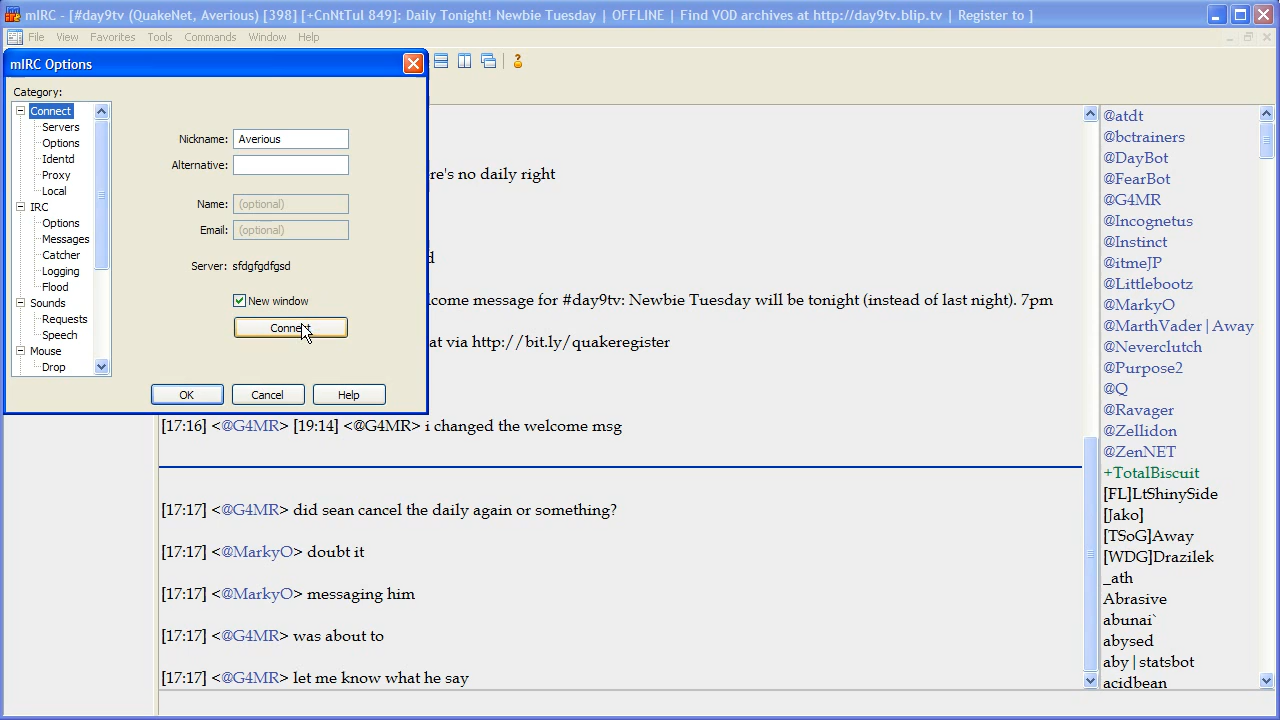 mIRC - [#day9tv (QuakeNet, Averious) [398] [+CnNtTul 849]: Daily Tonight! Newbie Tuesday | OFFLINE | Find VOD archives at http://day9tv.blip.tv | Register to ]
File View Favorites Tools Commands Window Help
mIRC Options
Category:
Connect
Servers
Options
Identd
Proxy
Local
IRC
Options
Messages
Catcher
Logging
Flood
Sounds
Requests
Speech
Mouse
Drop
Nickname: Averious
Alternative:
Name: (optional)
Email: (optional)
Server: sfdgfgdfgsd
New window
Connect
OK Cancel Help
re's no daily right
d
lcome message for #day9tv: Newbie Tuesday will be tonight (instead of last night). 7pm
at via http://bit.ly/quakeregister
[17:16] <@G4MR> [19:14] <@G4MR> i changed the welcome msg
[17:17] <@G4MR> did sean cancel the daily again or something?
[17:17] <@MarkyO> doubt it
[17:17] <@MarkyO> messaging him
[17:17] <@G4MR> was about to
[17:17] <@G4MR> let me know what he say
@atdt
@bctrainers
@DayBot
@FearBot
@G4MR
@Incognetus
@Instinct
@itmeJP
@Littlebootz
@MarkyO
@MarthVader|Away
@Neverclutch
@Purpose2
@Q
@Ravager
@Zellidon
@ZenNET
+TotalBiscuit
[FL]LtShinySide
[Jako]
[TSoG]Away
[WDG]Drazilek
_ath
Abrasive
abunai`
abysed
aby|statsbot
acidbean